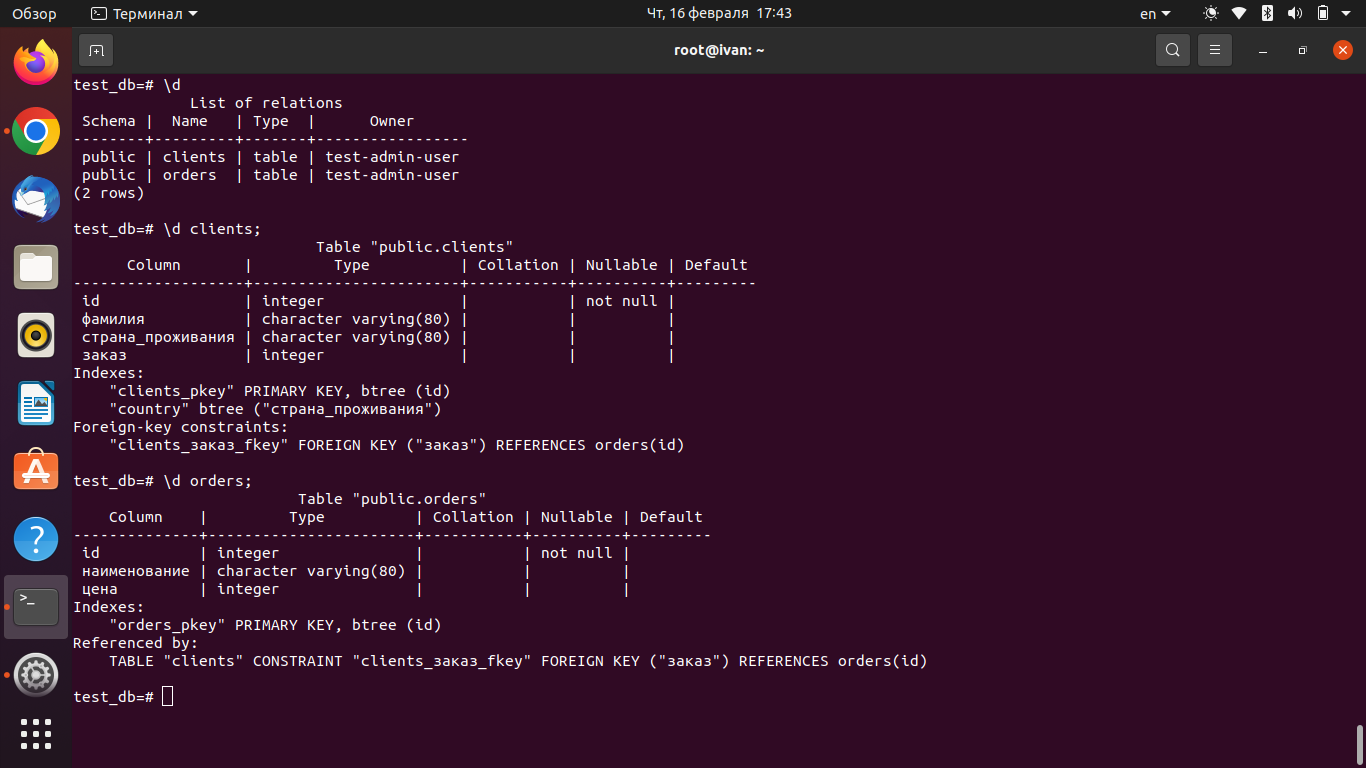 Обзор Терминал Чт, 16 февраля 17:43 en
root@ivan: ~
test_db=# \d
             List of relations
 Schema |  Name   | Type  |      Owner
--------+---------+-------+-----------------
 public | clients | table | test-admin-user
 public | orders  | table | test-admin-user
(2 rows)

test_db=# \d clients;
                           Table "public.clients"
      Column       |         Type          | Collation | Nullable | Default
-------------------+-----------------------+-----------+----------+---------
 id                | integer               |           | not null |
 фамилия           | character varying(80) |           |          |
 страна_проживания | character varying(80) |           |          |
 заказ             | integer               |           |          |
Indexes:
    "clients_pkey" PRIMARY KEY, btree (id)
    "country" btree ("страна_проживания")
Foreign-key constraints:
    "clients_заказ_fkey" FOREIGN KEY ("заказ") REFERENCES orders(id)

test_db=# \d orders;
                         Table "public.orders"
    Column    |         Type          | Collation | Nullable | Default
--------------+-----------------------+-----------+----------+---------
 id           | integer               |           | not null |
 наименование | character varying(80) |           |          |
 цена         | integer               |           |          |
Indexes:
    "orders_pkey" PRIMARY KEY, btree (id)
Referenced by:
    TABLE "clients" CONSTRAINT "clients_заказ_fkey" FOREIGN KEY ("заказ") REFERENCES orders(id)

test_db=#